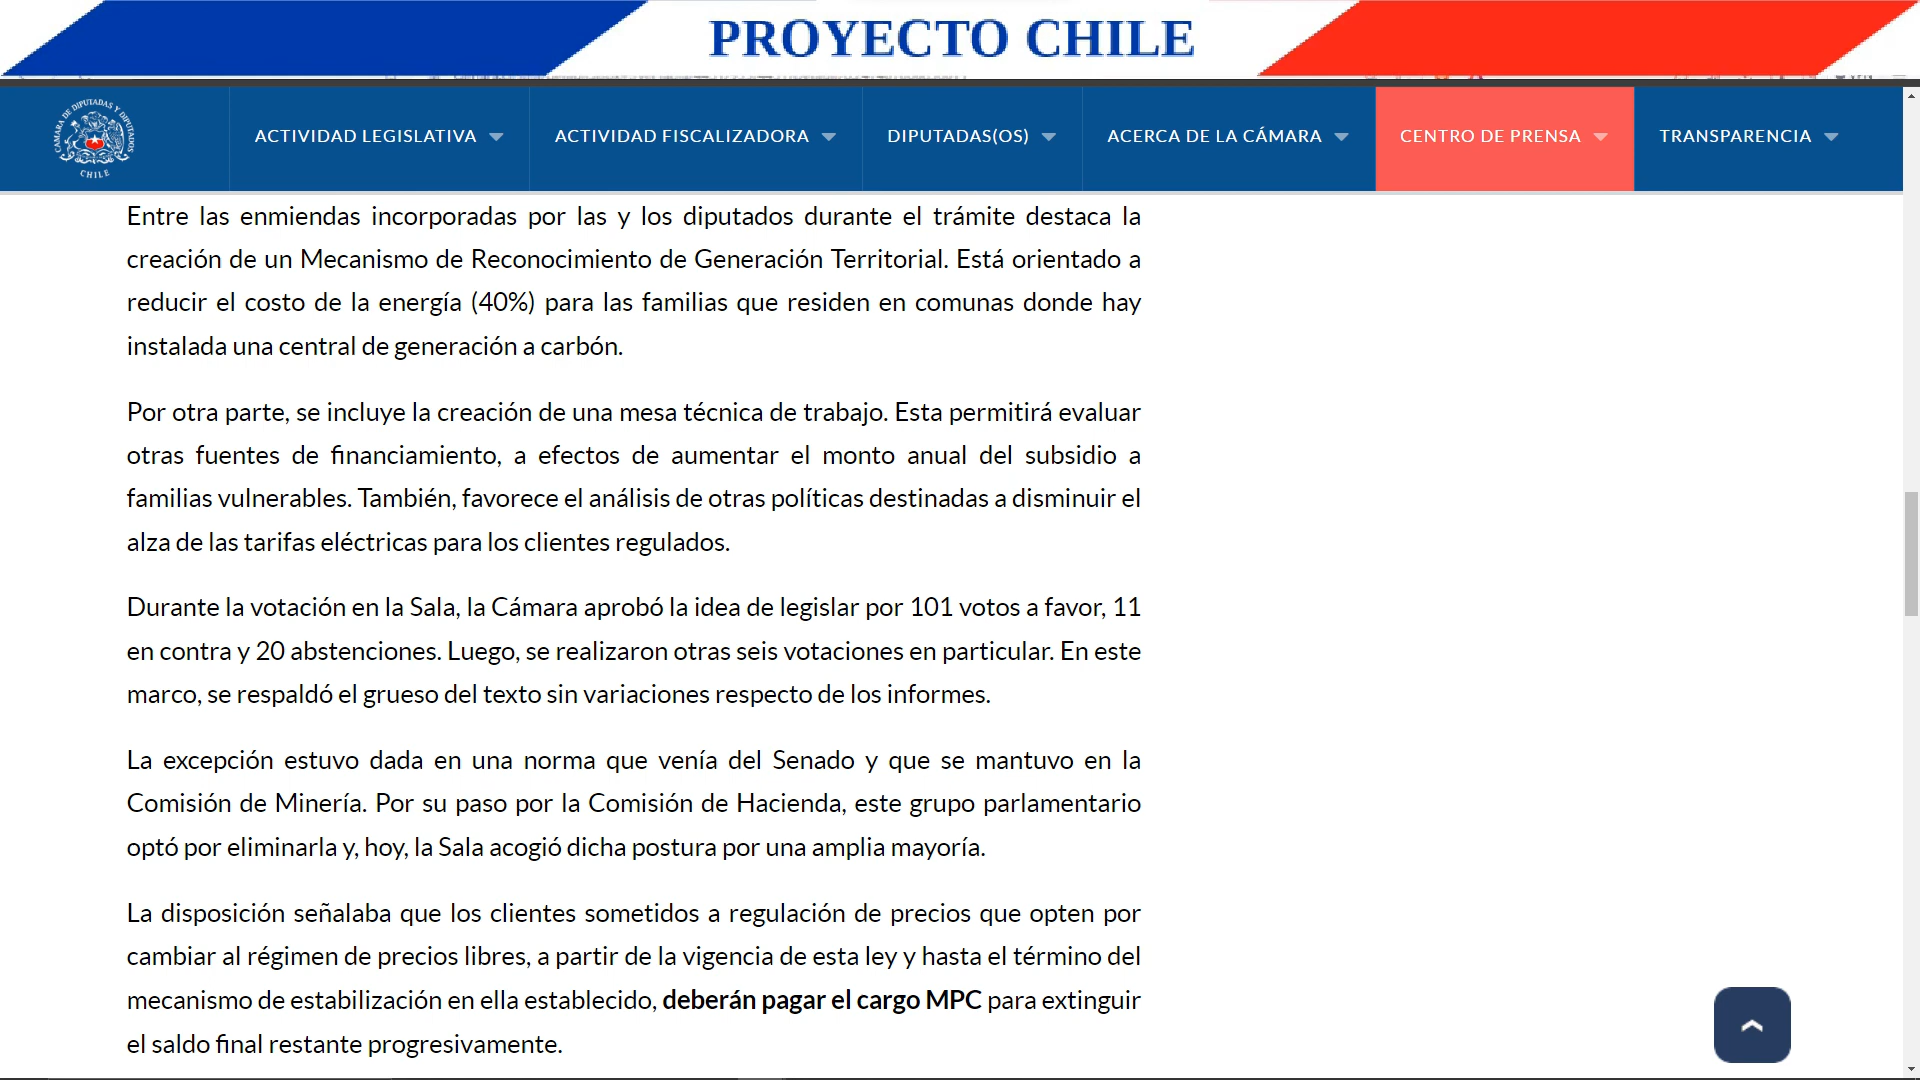 PROYECTO CHILE
CÁMARA DE DIPUTADAS Y DIPUTADOS
CHILE
ACTIVIDAD LEGISLATIVA
ACTIVIDAD FISCALIZADORA
DIPUTADAS(OS)
ACERCA DE LA CÁMARA
CENTRO DE PRENSA
TRANSPARENCIA
Entre las enmiendas incorporadas por las y los diputados durante el trámite destaca la
creación de un Mecanismo de Reconocimiento de Generación Territorial. Está orientado a
reducir el costo de la energía (40%) para las familias que residen en comunas donde hay
instalada una central de generación a carbón.
Por otra parte, se incluye la creación de una mesa técnica de trabajo. Esta permitirá evaluar
otras fuentes de financiamiento, a efectos de aumentar el monto anual del subsidio a
familias vulnerables. También, favorece el análisis de otras políticas destinadas a disminuir el
alza de las tarifas eléctricas para los clientes regulados.
Durante la votación en la Sala, la Cámara aprobó la idea de legislar por 101 votos a favor, 11
en contra y 20 abstenciones. Luego, se realizaron otras seis votaciones en particular. En este
marco, se respaldó el grueso del texto sin variaciones respecto de los informes.
La excepción estuvo dada en una norma que venía del Senado y que se mantuvo en la
Comisión de Minería. Por su paso por la Comisión de Hacienda, este grupo parlamentario
optó por eliminarla y, hoy, la Sala acogió dicha postura por una amplia mayoría.
La disposición señalaba que los clientes sometidos a regulación de precios que opten por
cambiar al régimen de precios libres, a partir de la vigencia de esta ley y hasta el término del
mecanismo de estabilización en ella establecido, deberán pagar el cargo MPC para extinguir
el saldo final restante progresivamente.